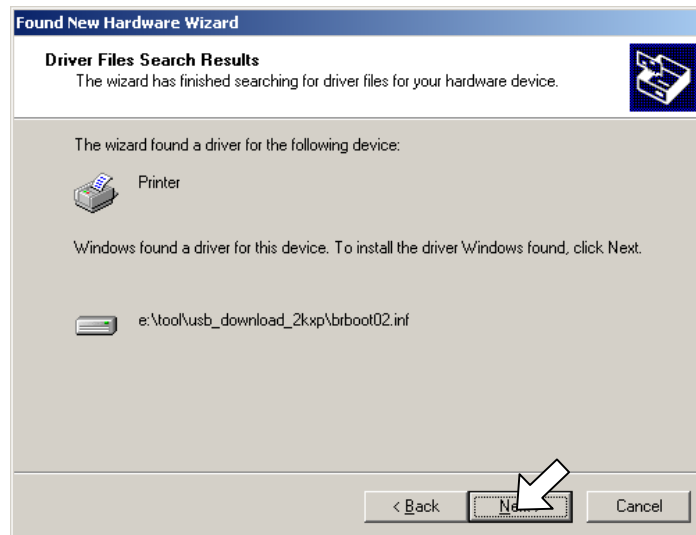 Found New Hardware Wizard
Driver Files Search Results
The wizard has finished searching for driver files for your hardware device.
The wizard found a driver for the following device:
Printer
Windows found a driver for this device. To install the driver Windows found, click Next.
e:\tool\usb_download_2kxp\brboot02.inf
< Back
Cancel